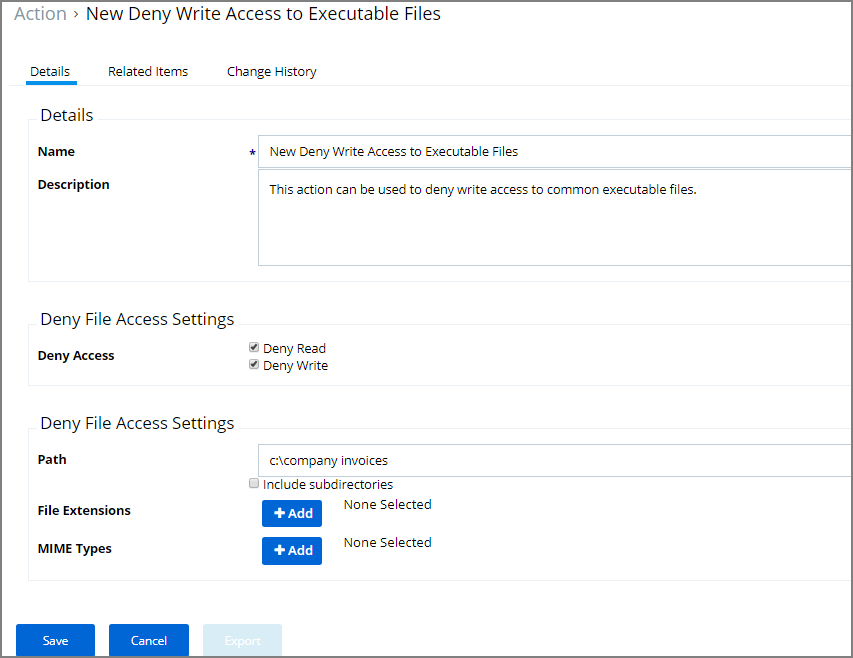 Action › New Deny Write Access to Executable Files
Details Related Items Change History
Details
Name * New Deny Write Access to Executable Files
Description This action can be used to deny write access to common executable files.
Deny File Access Settings
Deny Access Deny Read
Deny Write
Deny File Access Settings
Path c:\company invoices
Include subdirectories
File Extensions + Add None Selected
MIME Types + Add None Selected
Save Cancel Export